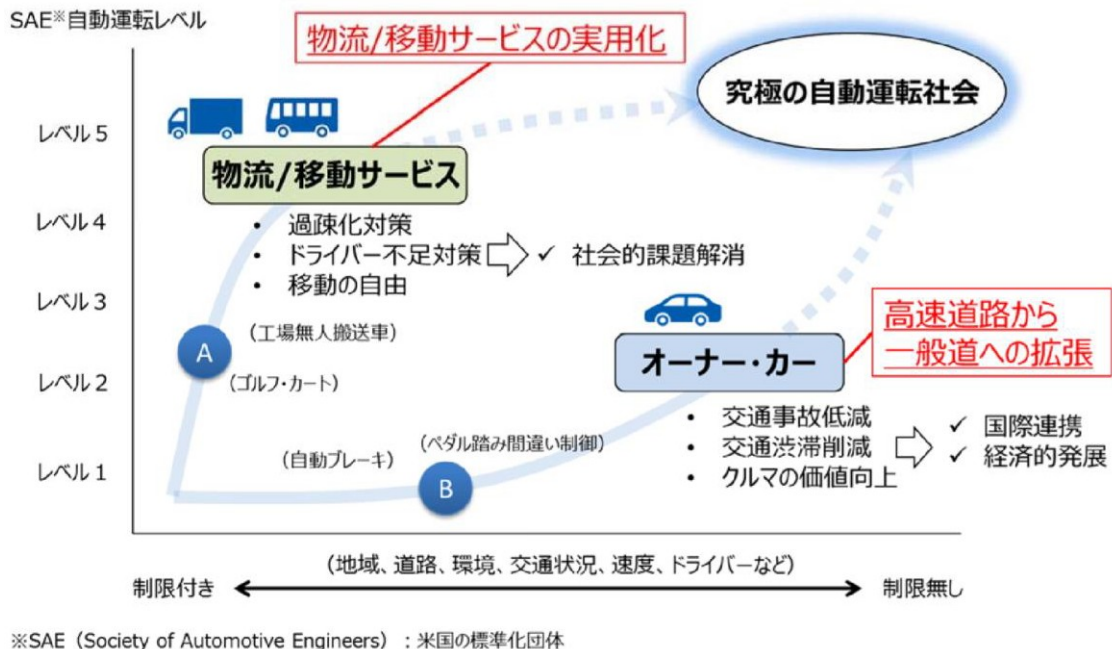 SAE※自動運転レベル
物流/移動サービスの実用化
究極の自動運転社会
レベル5
物流/移動サービス
レベル4
• 過疎化対策
• ドライバー不足対策
✓ 社会的課題解消
• 移動の自由
レベル3
高速道路から
一般道への拡張
A
(工場無人搬送車)
オーナー・カー
レベル2
(ゴルフ・カート)
• 交通事故低減
• 交通渋滞削減
• クルマの価値向上
✓ 国際連携
✓ 経済的発展
(ペダル踏み間違い制御)
(自動ブレーキ)
レベル1
B
(地域、道路、環境、交通状況、速度、ドライバーなど)
制限付き
制限無し
※SAE（Society of Automotive Engineers）：米国の標準化団体